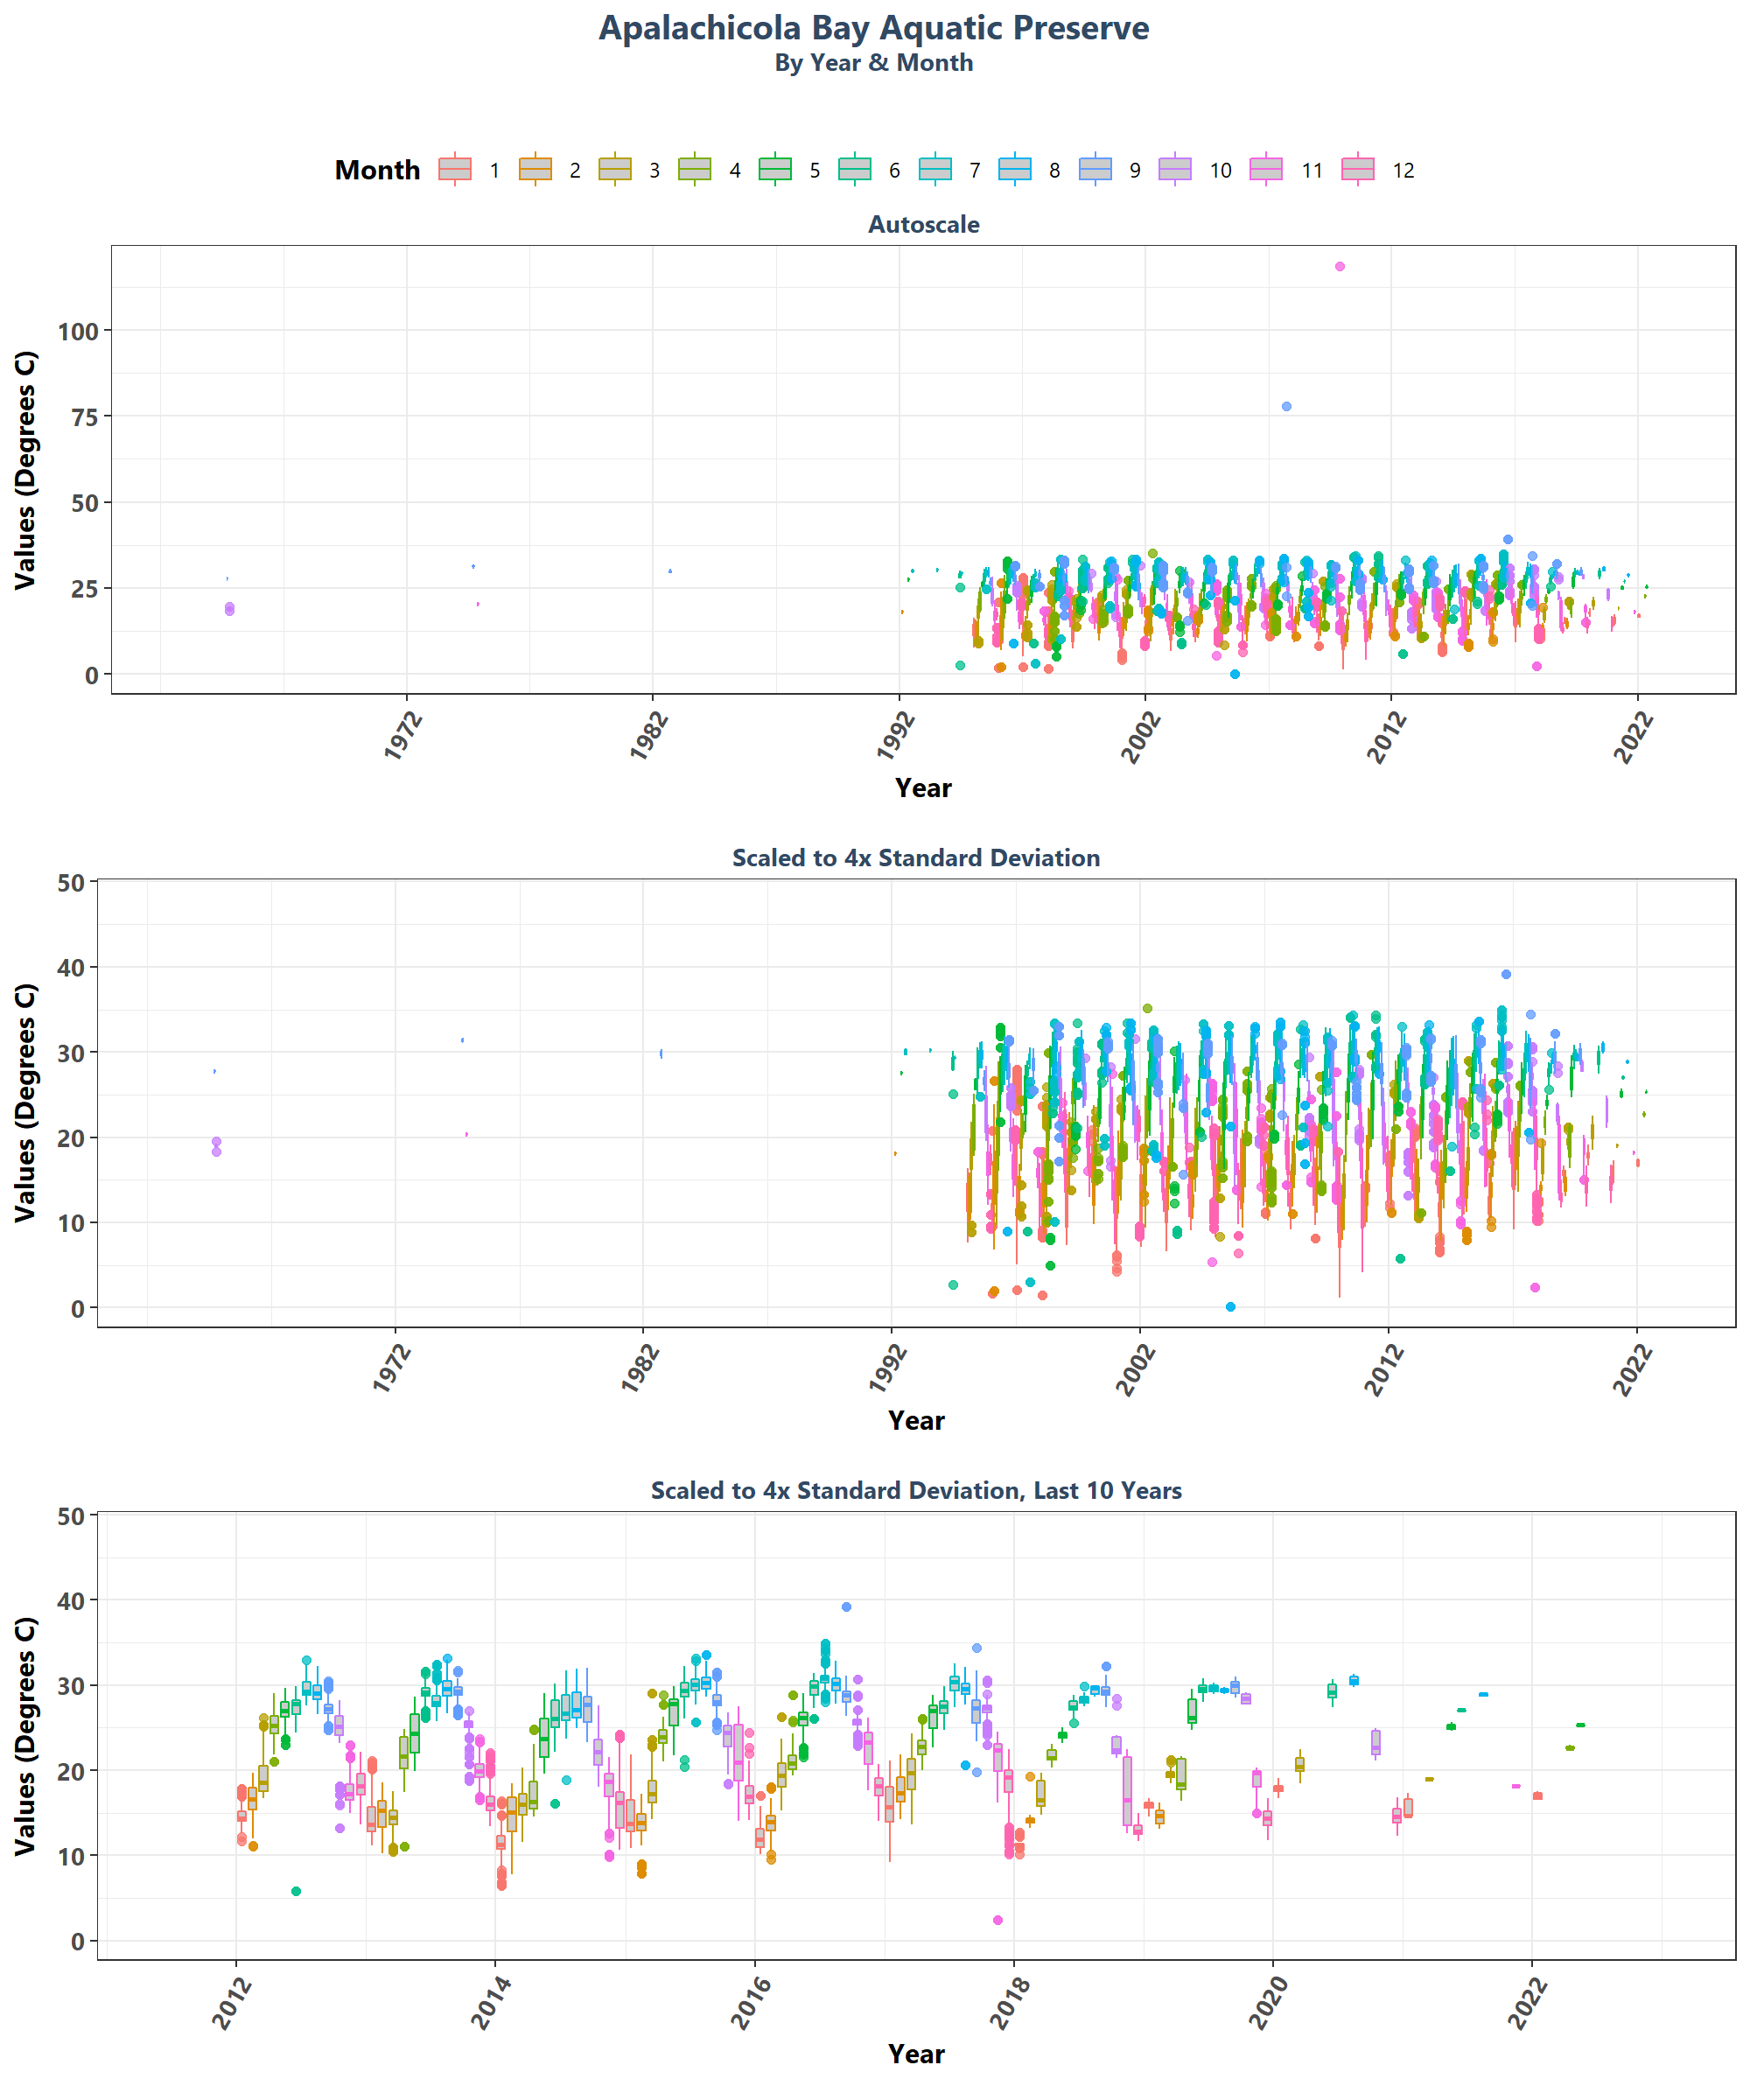 Apalachicola Bay Aquatic Preserve
By Year & Month
Month 1 2 3 4 5 6 7 8 9 10 11 12
Autoscale
Values (Degrees C)
100
75
50
25
0
1972 1982 1992 2002 2012 2022
Year
Scaled to 4x Standard Deviation
Values (Degrees C)
50
40
30
20
10
0
1972 1982 1992 2002 2012 2022
Year
Scaled to 4x Standard Deviation, Last 10 Years
Values (Degrees C)
50
40
30
20
10
0
2012 2014 2016 2018 2020 2022
Year